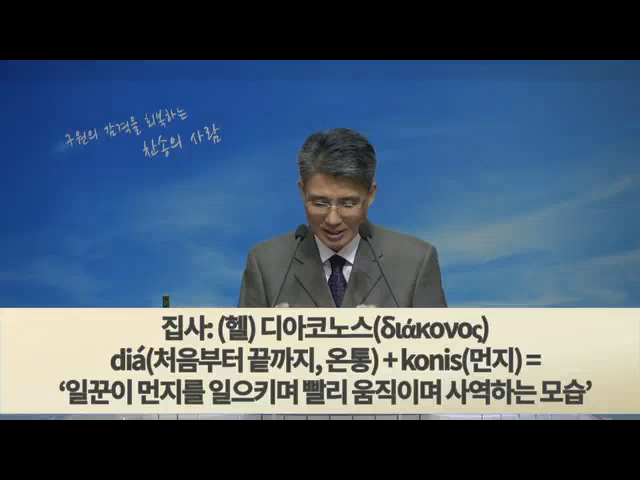 구원의 감격을 회복하는
찬송의 사람
집사: (헬) 디아코노스(διάκονος)
diá(처음부터 끝까지, 온통) + konis(먼지) =
‘일꾼이 먼지를 일으키며 빨리 움직이며 사역하는 모습’